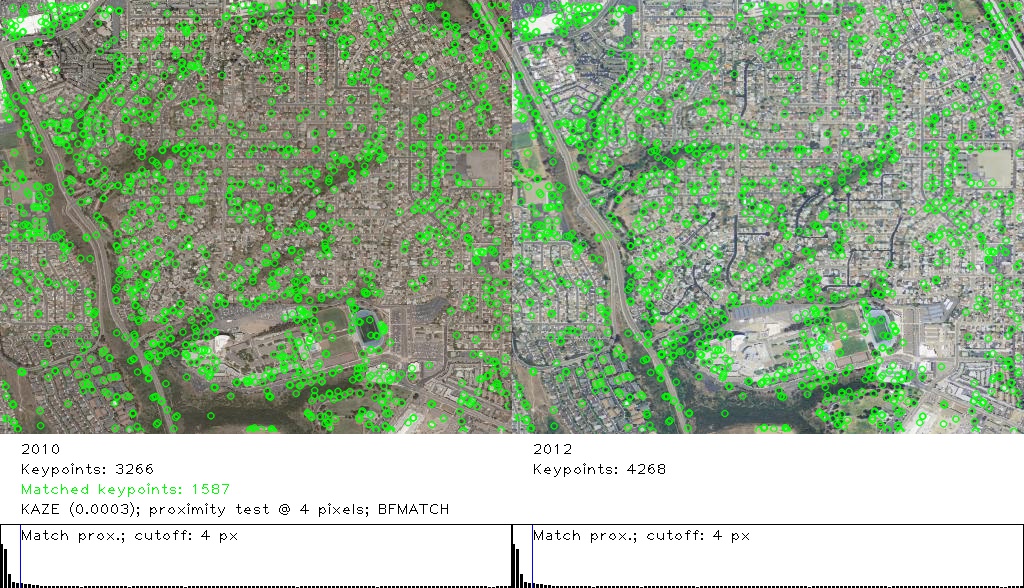 2010
Keypoints: 3266
Matched keypoints: 1587
KAZE (0.0003); proximity test @ 4 pixels; BFMATCH
2012
Keypoints: 4268
Match prox.; cutoff: 4 px
Match prox.; cutoff: 4 px